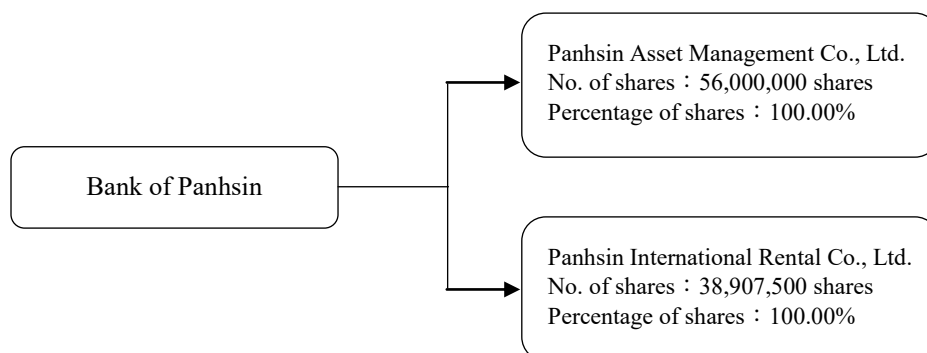 Panhsin Asset Management Co., Ltd.
No. of shares：56,000,000 shares
Percentage of shares：100.00%
Bank of Panhsin
Panhsin International Rental Co., Ltd.
No. of shares：38,907,500 shares
Percentage of shares：100.00%